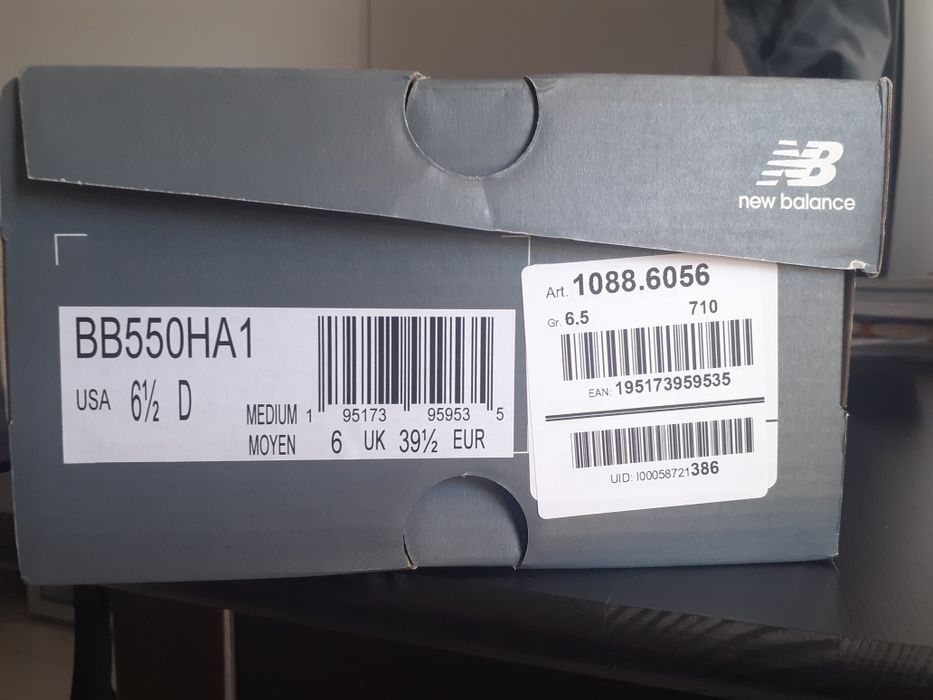 NB
new balance
BB550HA1
USA 6½ D
MEDIUM
MOYEN
1 95173 95953 5
6 UK 39½ EUR
Art. 1088.6056
Gr. 6.5 710
EAN: 195173959535
UID: I00058721386